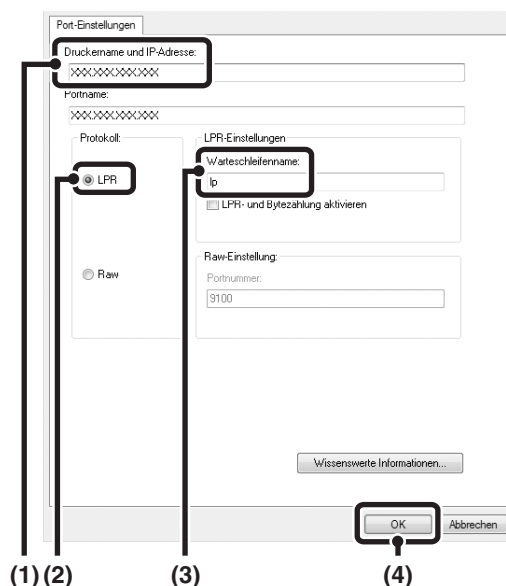 Port-Einstellungen
Druckername und IP-Adresse:
XXX.XXX.XXX.XXX
Portname:
XXX.XXX.XXX.XXX
Protokoll:
LPR
Raw
LPR-Einstellungen
Warteschleifenname:
lp
LPR- und Bytezählung aktivieren
Raw-Einstellung:
Portnummer:
9100
Wissenswerte Informationen...
OK
Abbrechen
(1) (2) (3) (4)